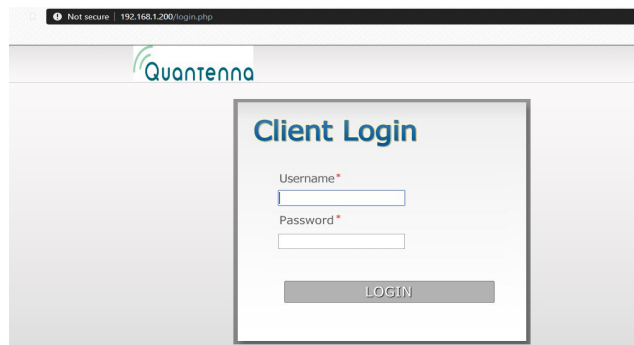 Not secure | 192.168.1.200/login.php
Quantenna
Client Login
Username*
Password*
LOGIN